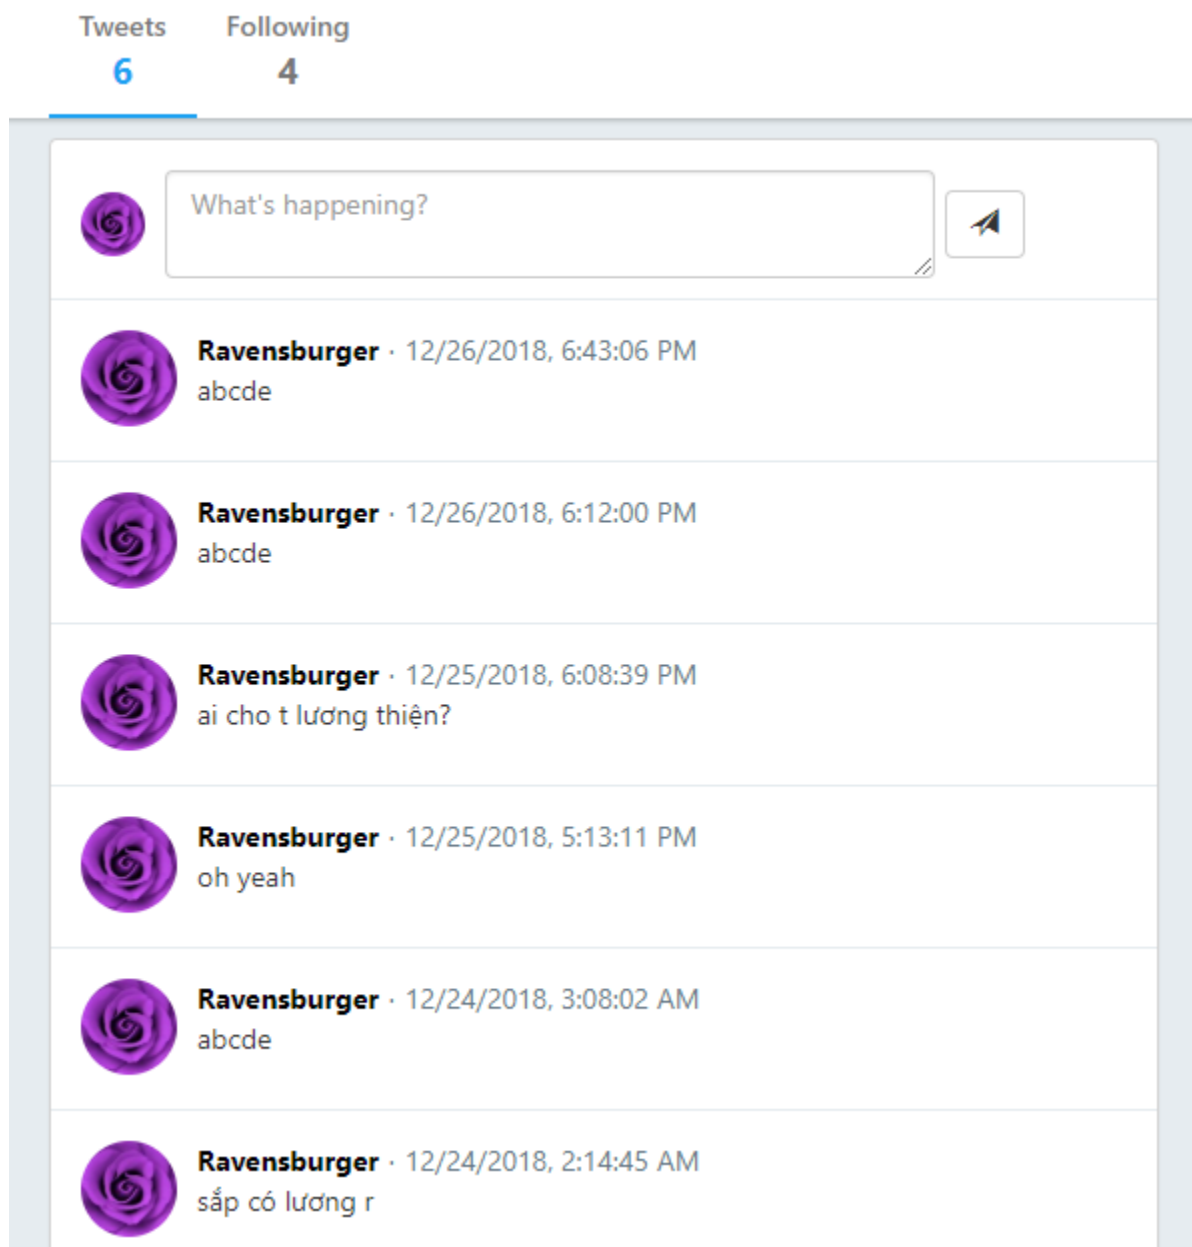 Tweets Following
6 4
What's happening?
Ravensburger · 12/26/2018, 6:43:06 PM
abcde
Ravensburger · 12/26/2018, 6:12:00 PM
abcde
Ravensburger · 12/25/2018, 6:08:39 PM
ai cho t lương thiện?
Ravensburger · 12/25/2018, 5:13:11 PM
oh yeah
Ravensburger · 12/24/2018, 3:08:02 AM
abcde
Ravensburger · 12/24/2018, 2:14:45 AM
sắp có lương r